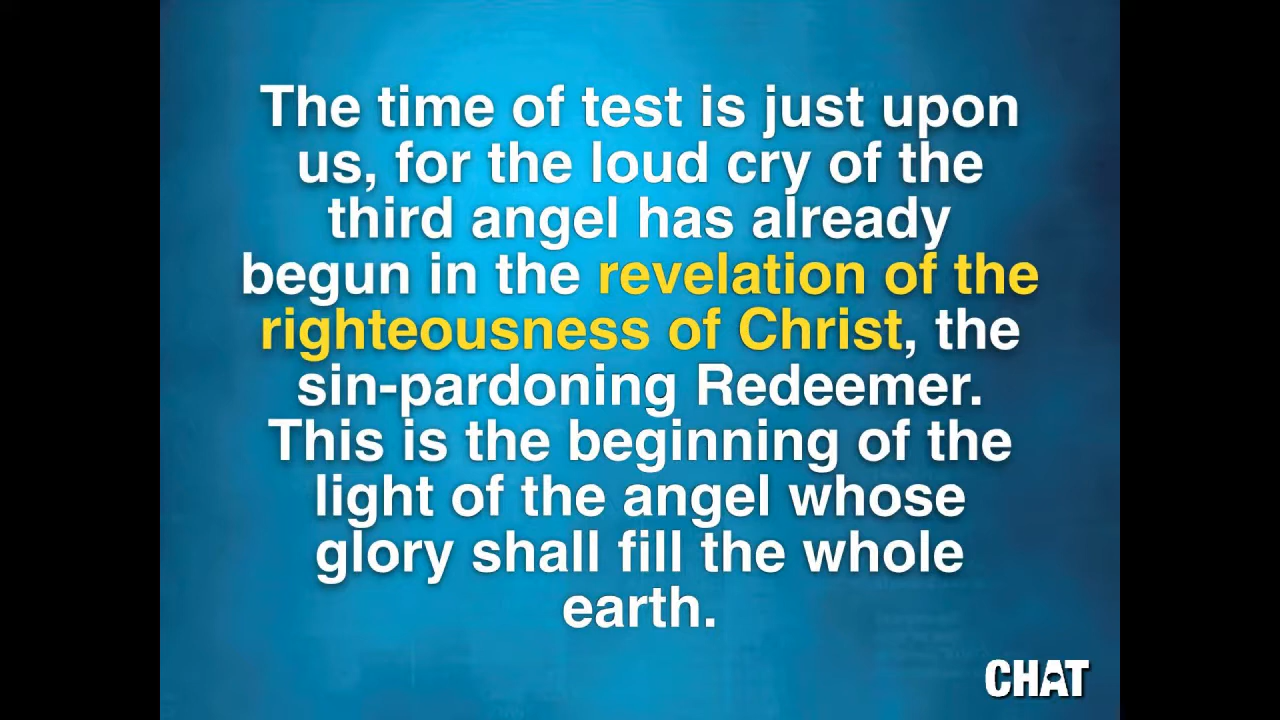 The time of test is just upon
us, for the loud cry of the
third angel has already
begun in the revelation of the
righteousness of Christ, the
sin-pardoning Redeemer.
This is the beginning of the
light of the angel whose
glory shall fill the whole
earth.
CHAT